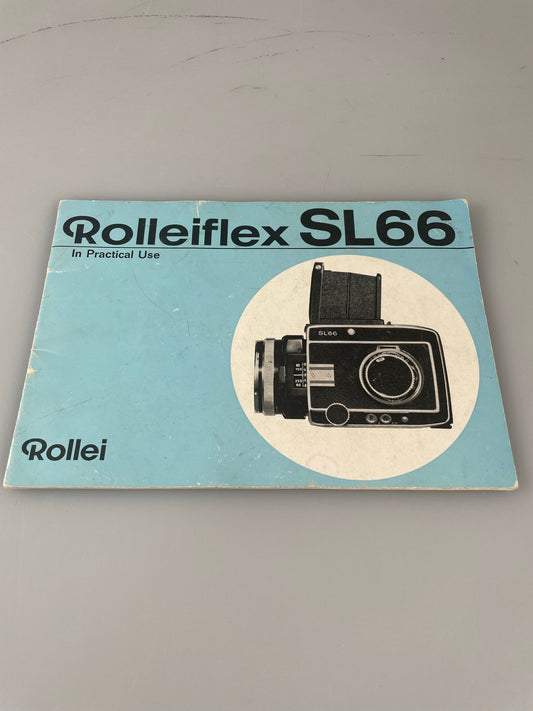 Rolleiflex SL66
In Practical Use
SL66
Rollei